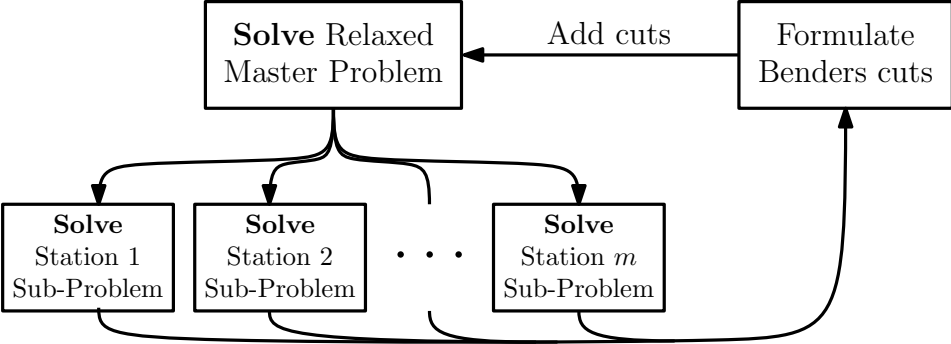 Solve Relaxed
Master Problem
Add cuts
Formulate
Benders cuts
Solve
Station 1
Sub-Problem
Solve
Station 2
Sub-Problem
. . .
Solve
Station m
Sub-Problem